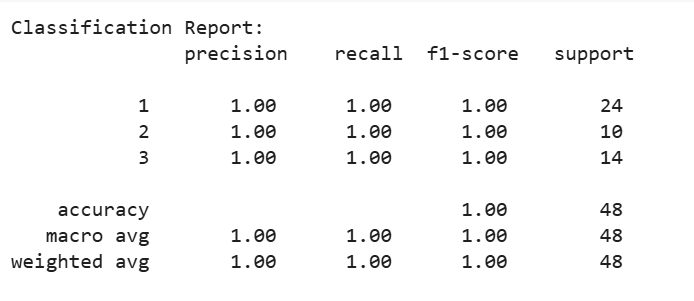 Classification Report:
precision recall f1-score support
1 1.00 1.00 1.00 24
2 1.00 1.00 1.00 10
3 1.00 1.00 1.00 14
accuracy 1.00 48
macro avg 1.00 1.00 1.00 48
weighted avg 1.00 1.00 1.00 48